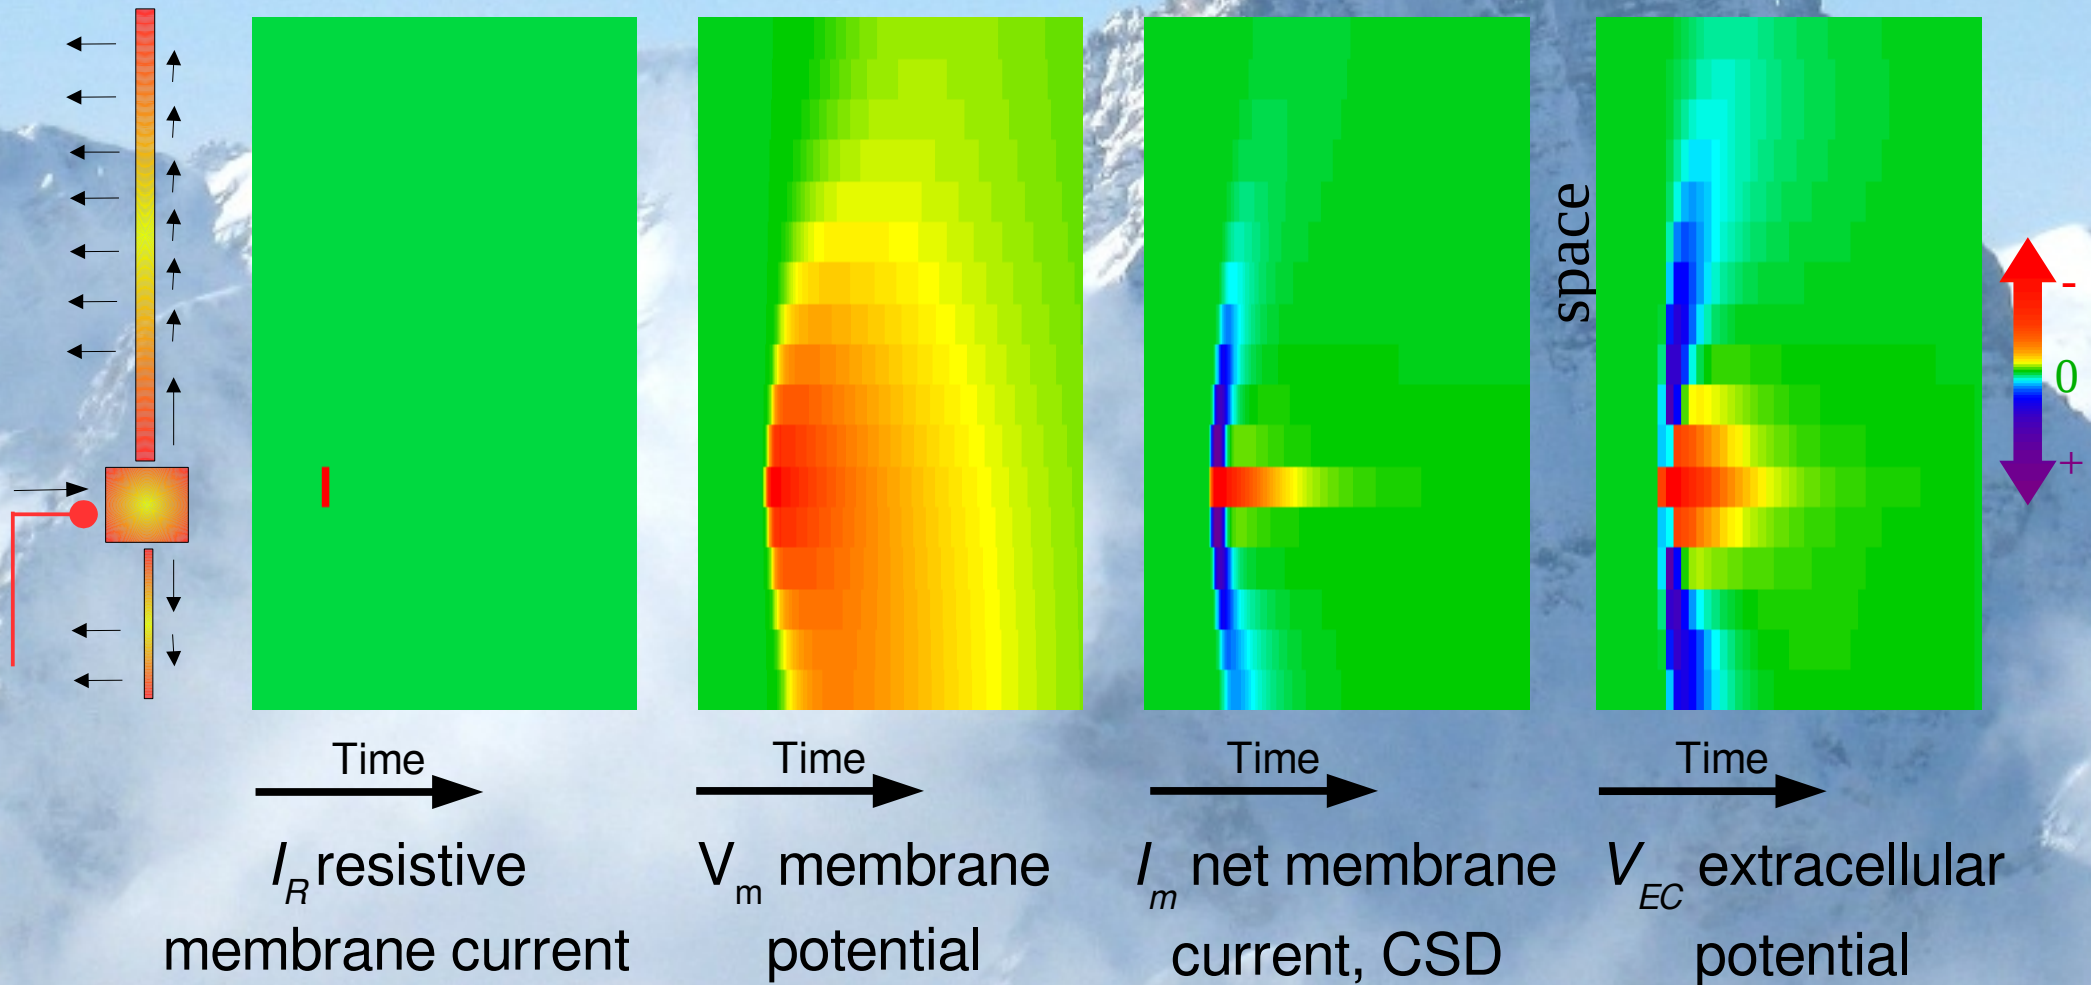 space
-
0
+
Time
Time
Time
Time
I_R resistive
membrane current
V_m membrane
potential
I_m net membrane
current, CSD
V_EC extracellular
potential